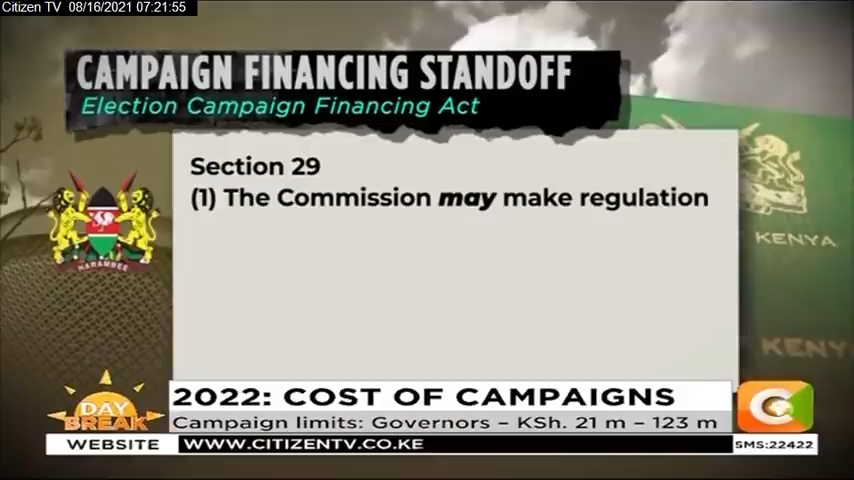 Citizen TV 08/16/2021 07:21:55
CAMPAIGN FINANCING STANDOFF
Election Campaign Financing Act
Section 29
(1) The Commission may make regulation
HARAMBEE
KENYA
KENY
2022: COST OF CAMPAIGNS
Campaign limits: Governors – KSh. 21 m – 123 m
DAY
BREAK
WEBSITE WWW.CITIZENTV.CO.KE SMS:22422